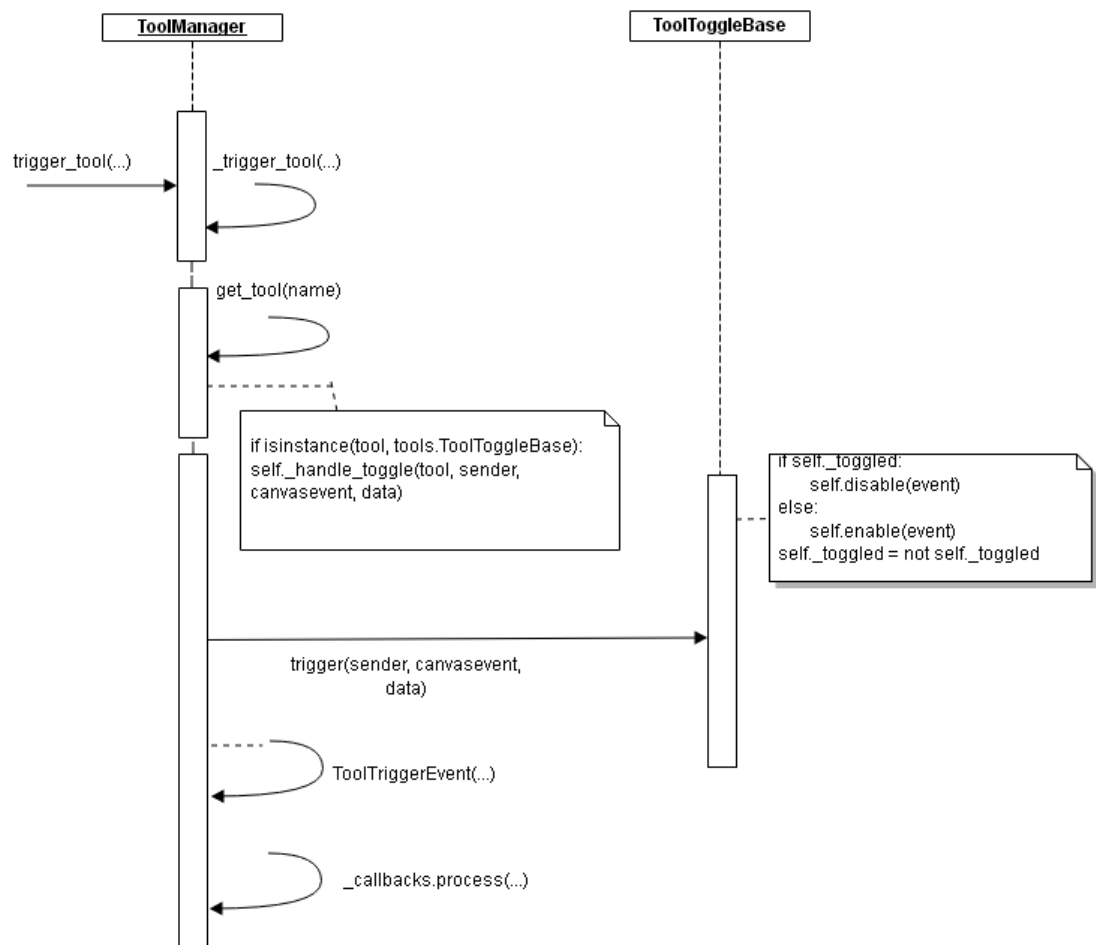 ToolManager
ToolToggleBase
trigger_tool(...)
_trigger_tool(...)
get_tool(name)
if isinstance(tool, tools.ToolToggleBase):
self._handle_toggle(tool, sender,
canvasevent, data)
if self._toggled:
self.disable(event)
else:
self.enable(event)
self._toggled = not self._toggled
trigger(sender, canvasevent,
data)
ToolTriggerEvent(...)
_callbacks.process(...)